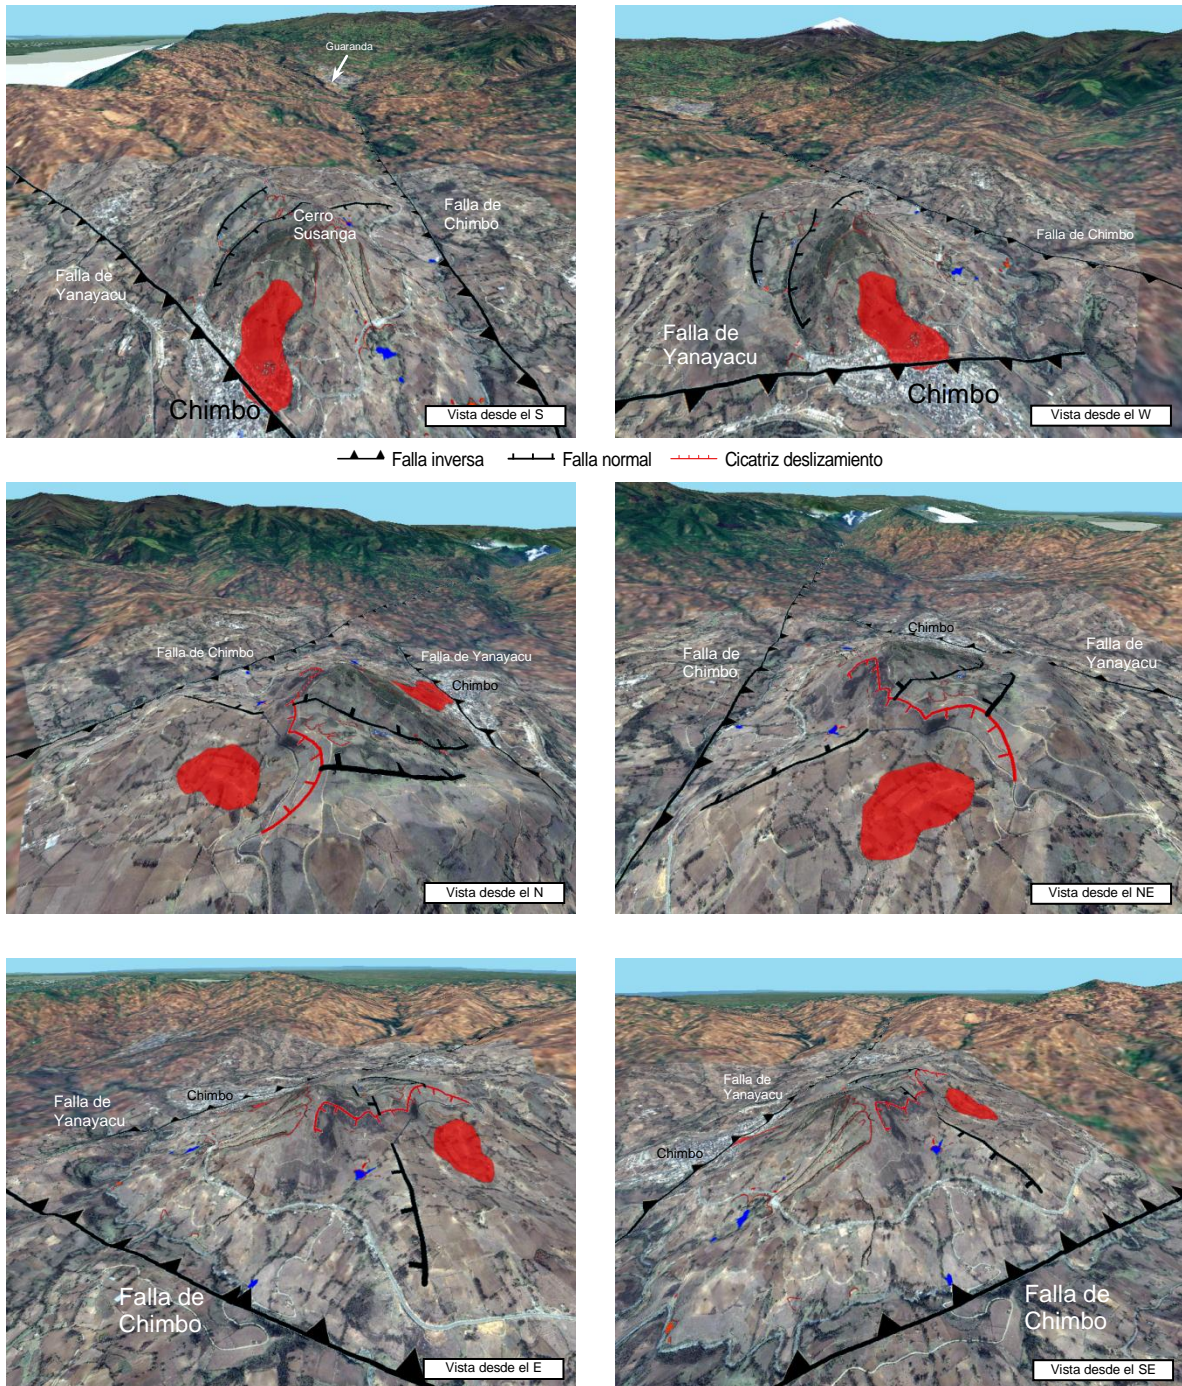 Guaranda
Cerro
Susanga
Falla de
Chimbo
Falla de
Yanayacu
Chimbo
Vista desde el S
Falla de Chimbo
Falla de
Yanayacu
Chimbo
Vista desde el W
Falla inversa
Falla normal
Cicatriz deslizamiento
Falla de Chimbo
Falla de Yanayacu
Chimbo
Vista desde el N
Chimbo
Falla de
Chimbo
Falla de
Yanayacu
Vista desde el NE
Falla de
Yanayacu
Chimbo
Falla de
Chimbo
Vista desde el E
Falla de
Yanayacu
Chimbo
Falla de
Chimbo
Vista desde el SE